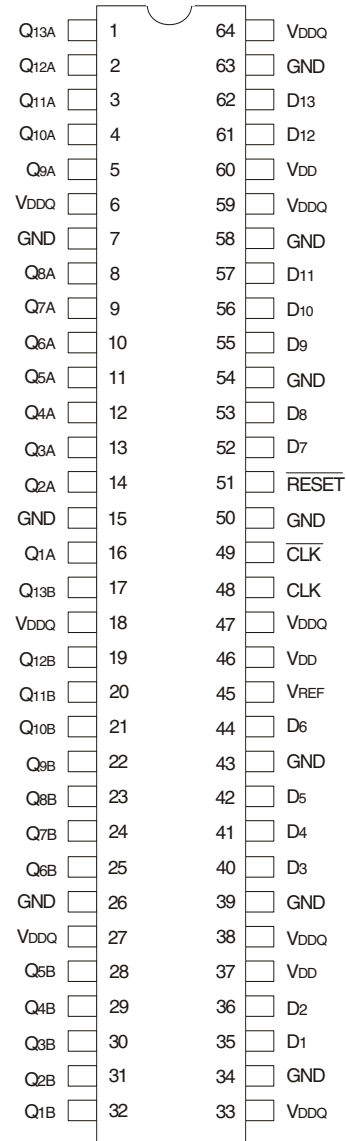 Q13A 1 64 VDDQ
Q12A 2 63 GND
Q11A 3 62 D13
Q10A 4 61 D12
Q9A 5 60 VDD
VDDQ 6 59 VDDQ
GND 7 58 GND
Q8A 8 57 D11
Q7A 9 56 D10
Q6A 10 55 D9
Q5A 11 54 GND
Q4A 12 53 D8
Q3A 13 52 D7
Q2A 14 51 R̅E̅S̅E̅T̅
GND 15 50 GND
Q1A 16 49 C̅L̅K̅
Q13B 17 48 CLK
VDDQ 18 47 VDDQ
Q12B 19 46 VDD
Q11B 20 45 VREF
Q10B 21 44 D6
Q9B 22 43 GND
Q8B 23 42 D5
Q7B 24 41 D4
Q6B 25 40 D3
GND 26 39 GND
VDDQ 27 38 VDDQ
Q5B 28 37 VDD
Q4B 29 36 D2
Q3B 30 35 D1
Q2B 31 34 GND
Q1B 32 33 VDDQ